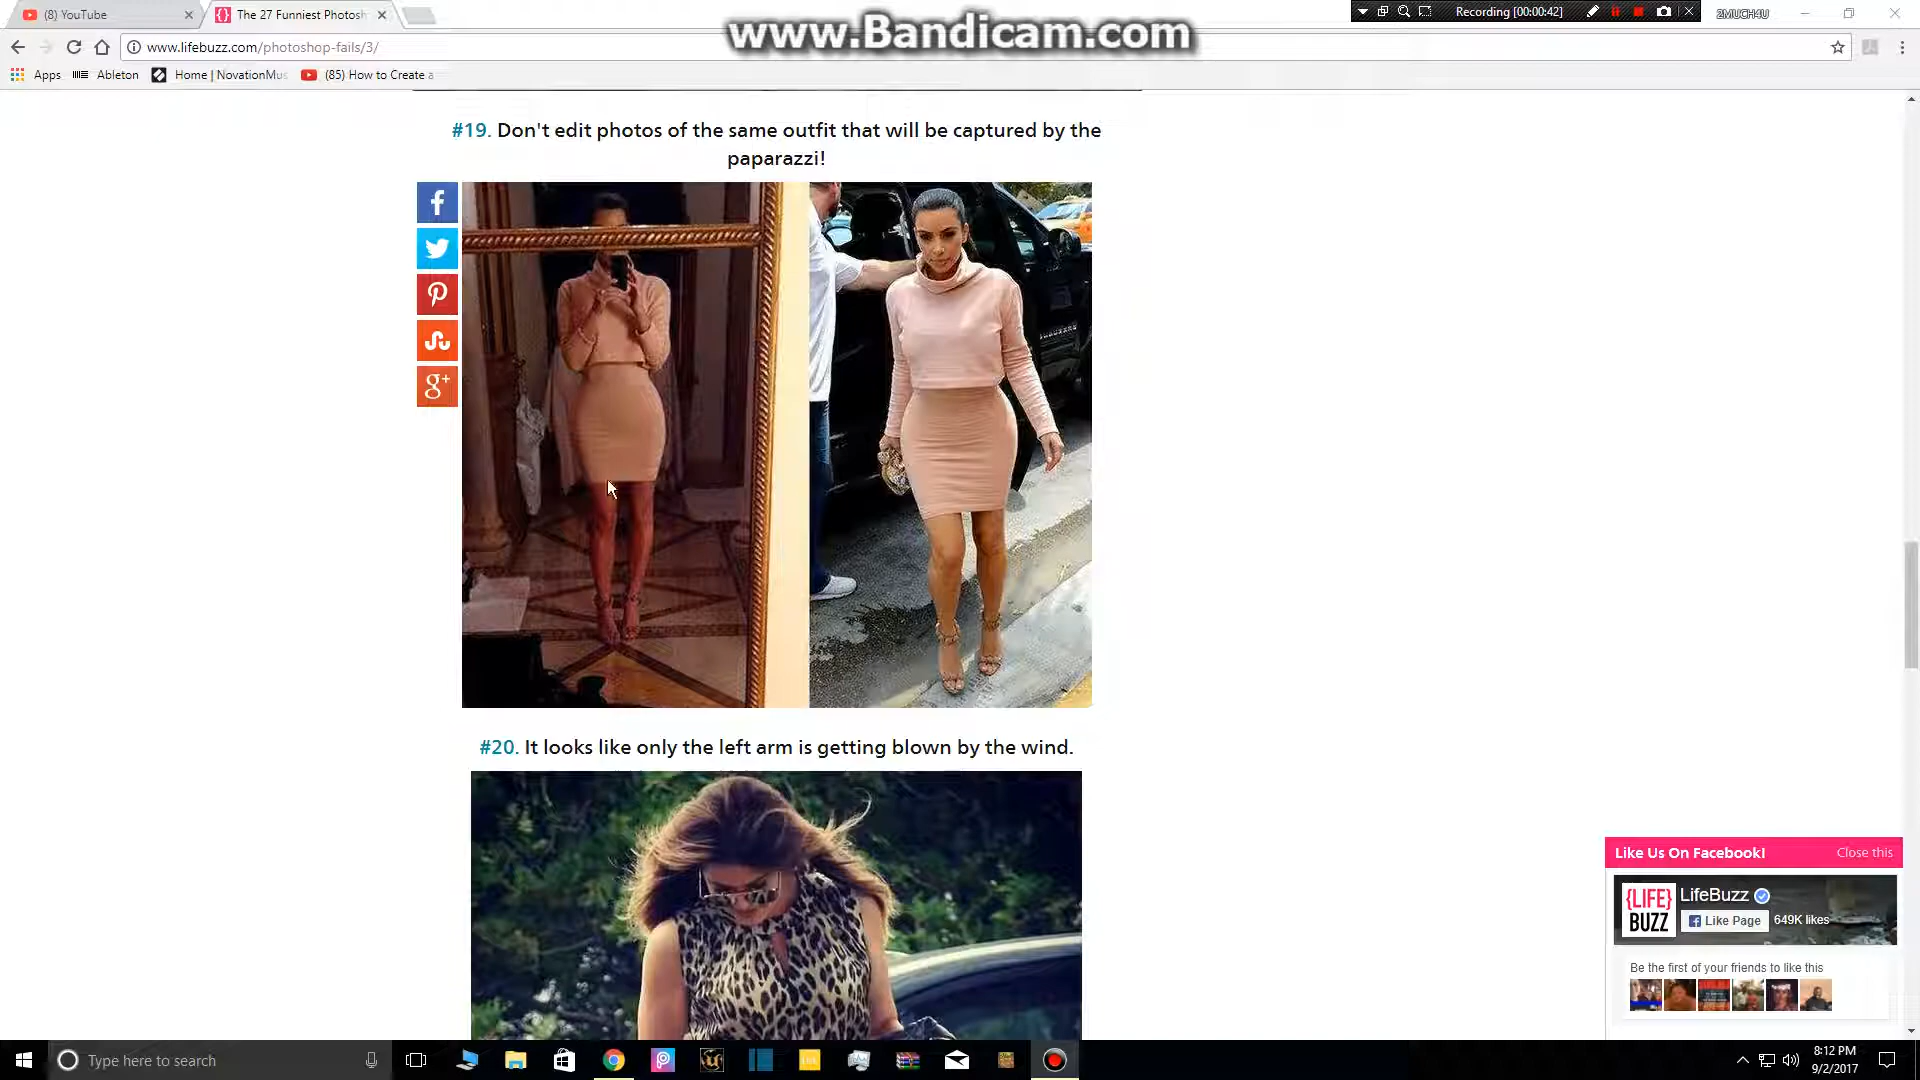 (8) YouTube
The 27 Funniest Photosh
www.Bandicam.com
Recording [00:00:42]
2MUCH4U
www.lifebuzz.com/photoshop-fails/3/
Apps
Ableton
Home | NovationMus
(85) How to Create a
#19. Don't edit photos of the same outfit that will be captured by the
paparazzi!
#20. It looks like only the left arm is getting blown by the wind.
Like Us On Facebook!
Close this
{LIFE}
BUZZ
LifeBuzz
Like Page
649K likes
Be the first of your friends to like this
Type here to search
8:12 PM
9/2/2017